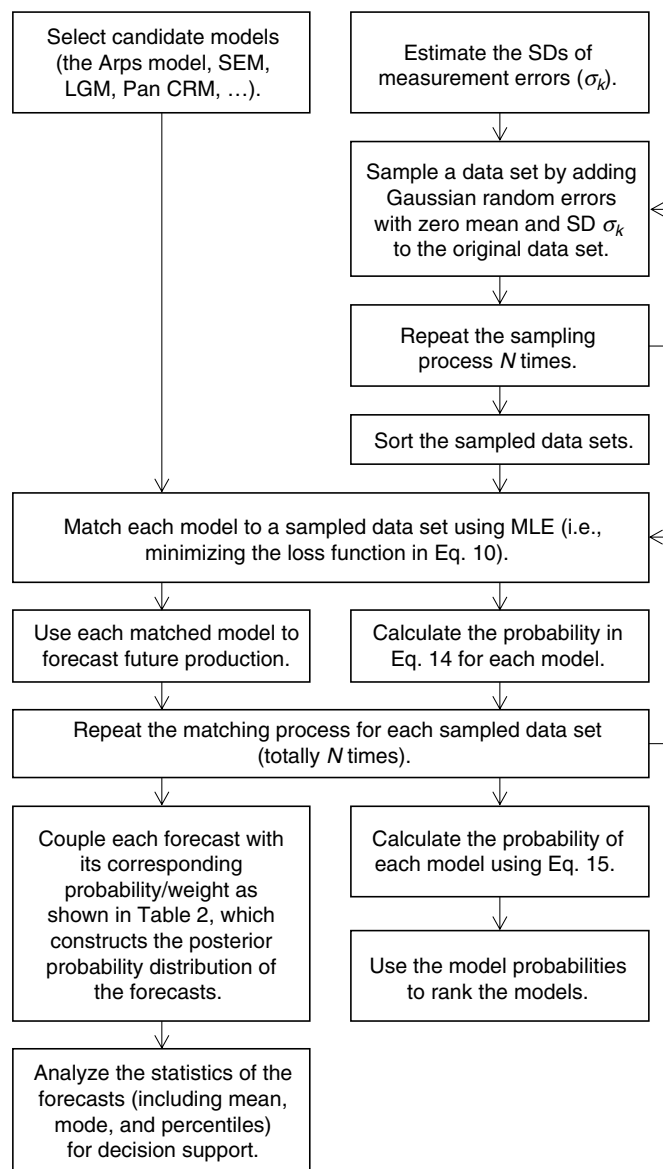 Select candidate models
(the Arps model, SEM,
LGM, Pan CRM, …).
Estimate the SDs of
measurement errors (σk).
Sample a data set by adding
Gaussian random errors
with zero mean and SD σk
to the original data set.
Repeat the sampling
process N times.
Sort the sampled data sets.
Match each model to a sampled data set using MLE (i.e.,
minimizing the loss function in Eq. 10).
Use each matched model to
forecast future production.
Calculate the probability in
Eq. 14 for each model.
Repeat the matching process for each sampled data set
(totally N times).
Couple each forecast with
its corresponding
probability/weight as
shown in Table 2, which
constructs the posterior
probability distribution of
the forecasts.
Calculate the probability of
each model using Eq. 15.
Use the model probabilities
to rank the models.
Analyze the statistics of the
forecasts (including mean,
mode, and percentiles)
for decision support.